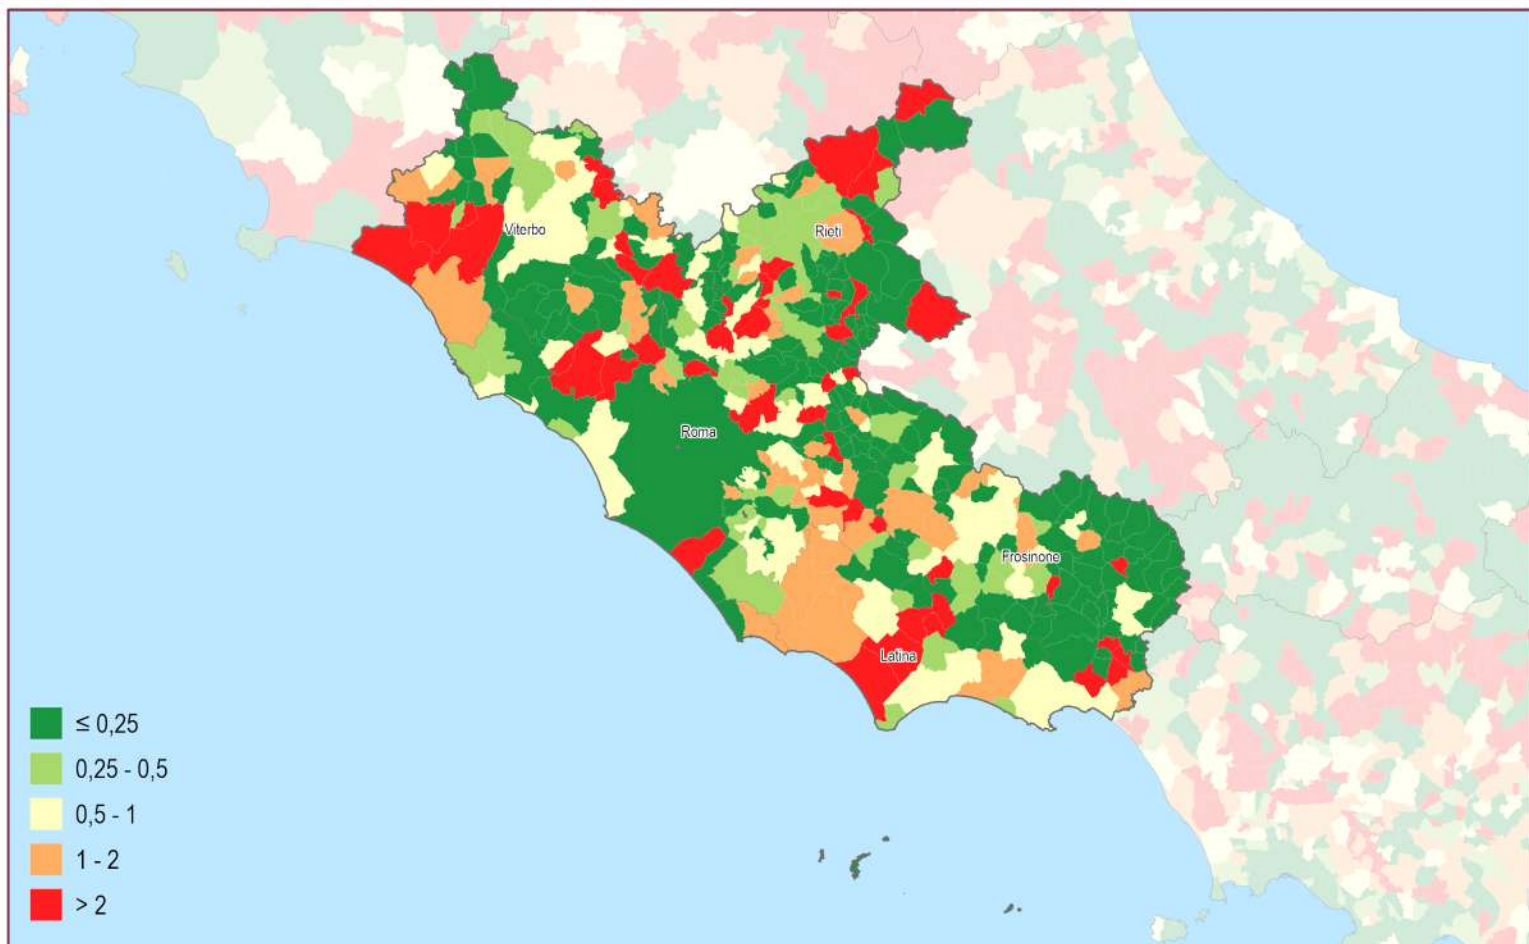 Viterbo
Rieti
Roma
Frosinone
Latina
≤ 0,25
0,25 - 0,5
0,5 - 1
1 - 2
> 2